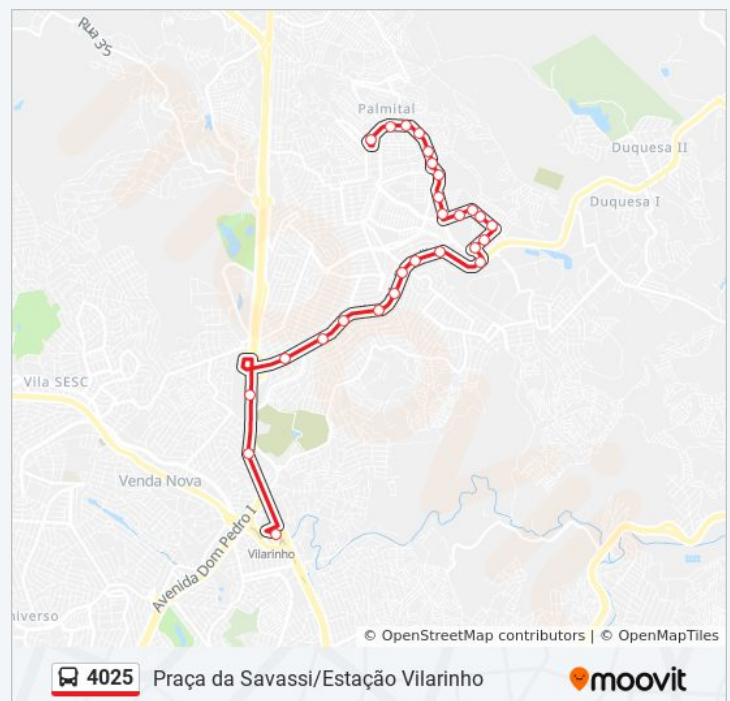 Rua 35
Palmital
Duquesa II
Duquesa I
Vila SESC
Venda Nova
Avenida Dom Pedro I
Vilarinho
niverso
© OpenStreetMap contributors | © OpenMapTiles
4025 Praça da Savassi/Estação Vilarinho
moovit